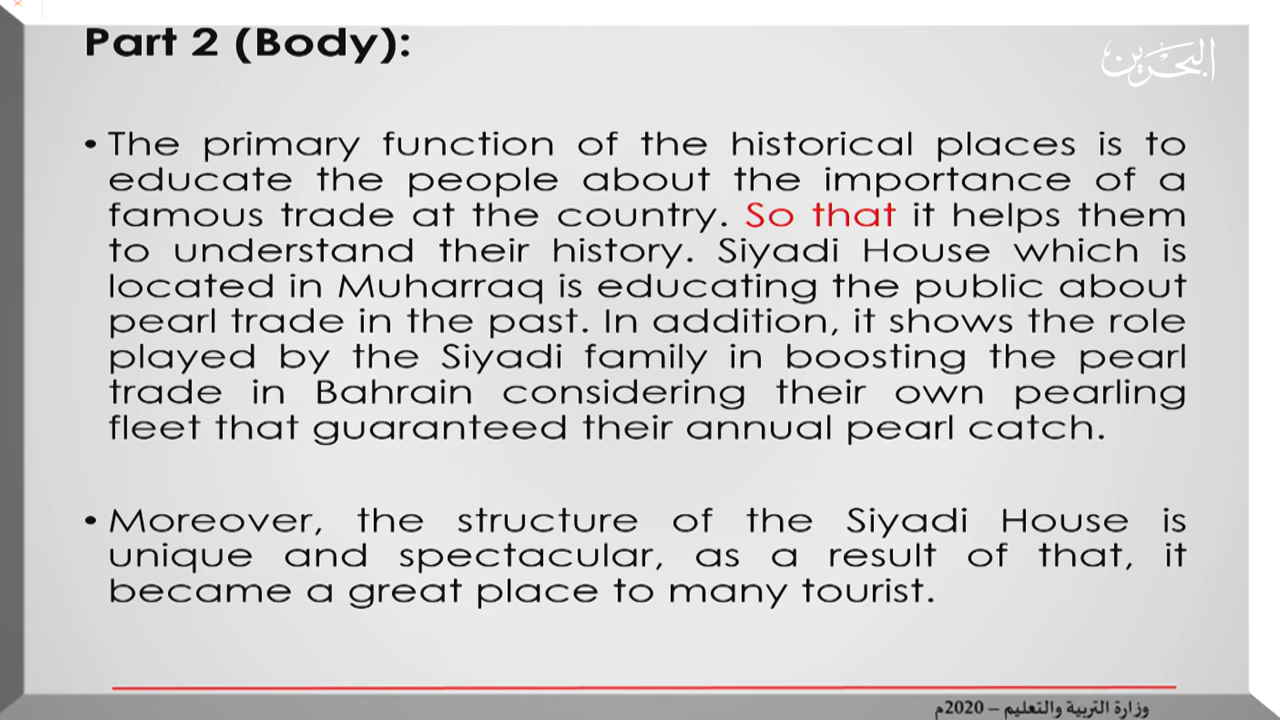 Part 2 (Body):
البحرين
• The primary function of the historical places is to
educate the people about the importance of a
famous trade at the country. So that it helps them
to understand their history. Siyadi House which is
located in Muharraq is educating the public about
pearl trade in the past. In addition, it shows the role
played by the Siyadi family in boosting the pearl
trade in Bahrain considering their own pearling
fleet that guaranteed their annual pearl catch.
• Moreover, the structure of the Siyadi House is
unique and spectacular, as a result of that, it
became a great place to many tourist.
وزارة التربية والتعليم – 2020م